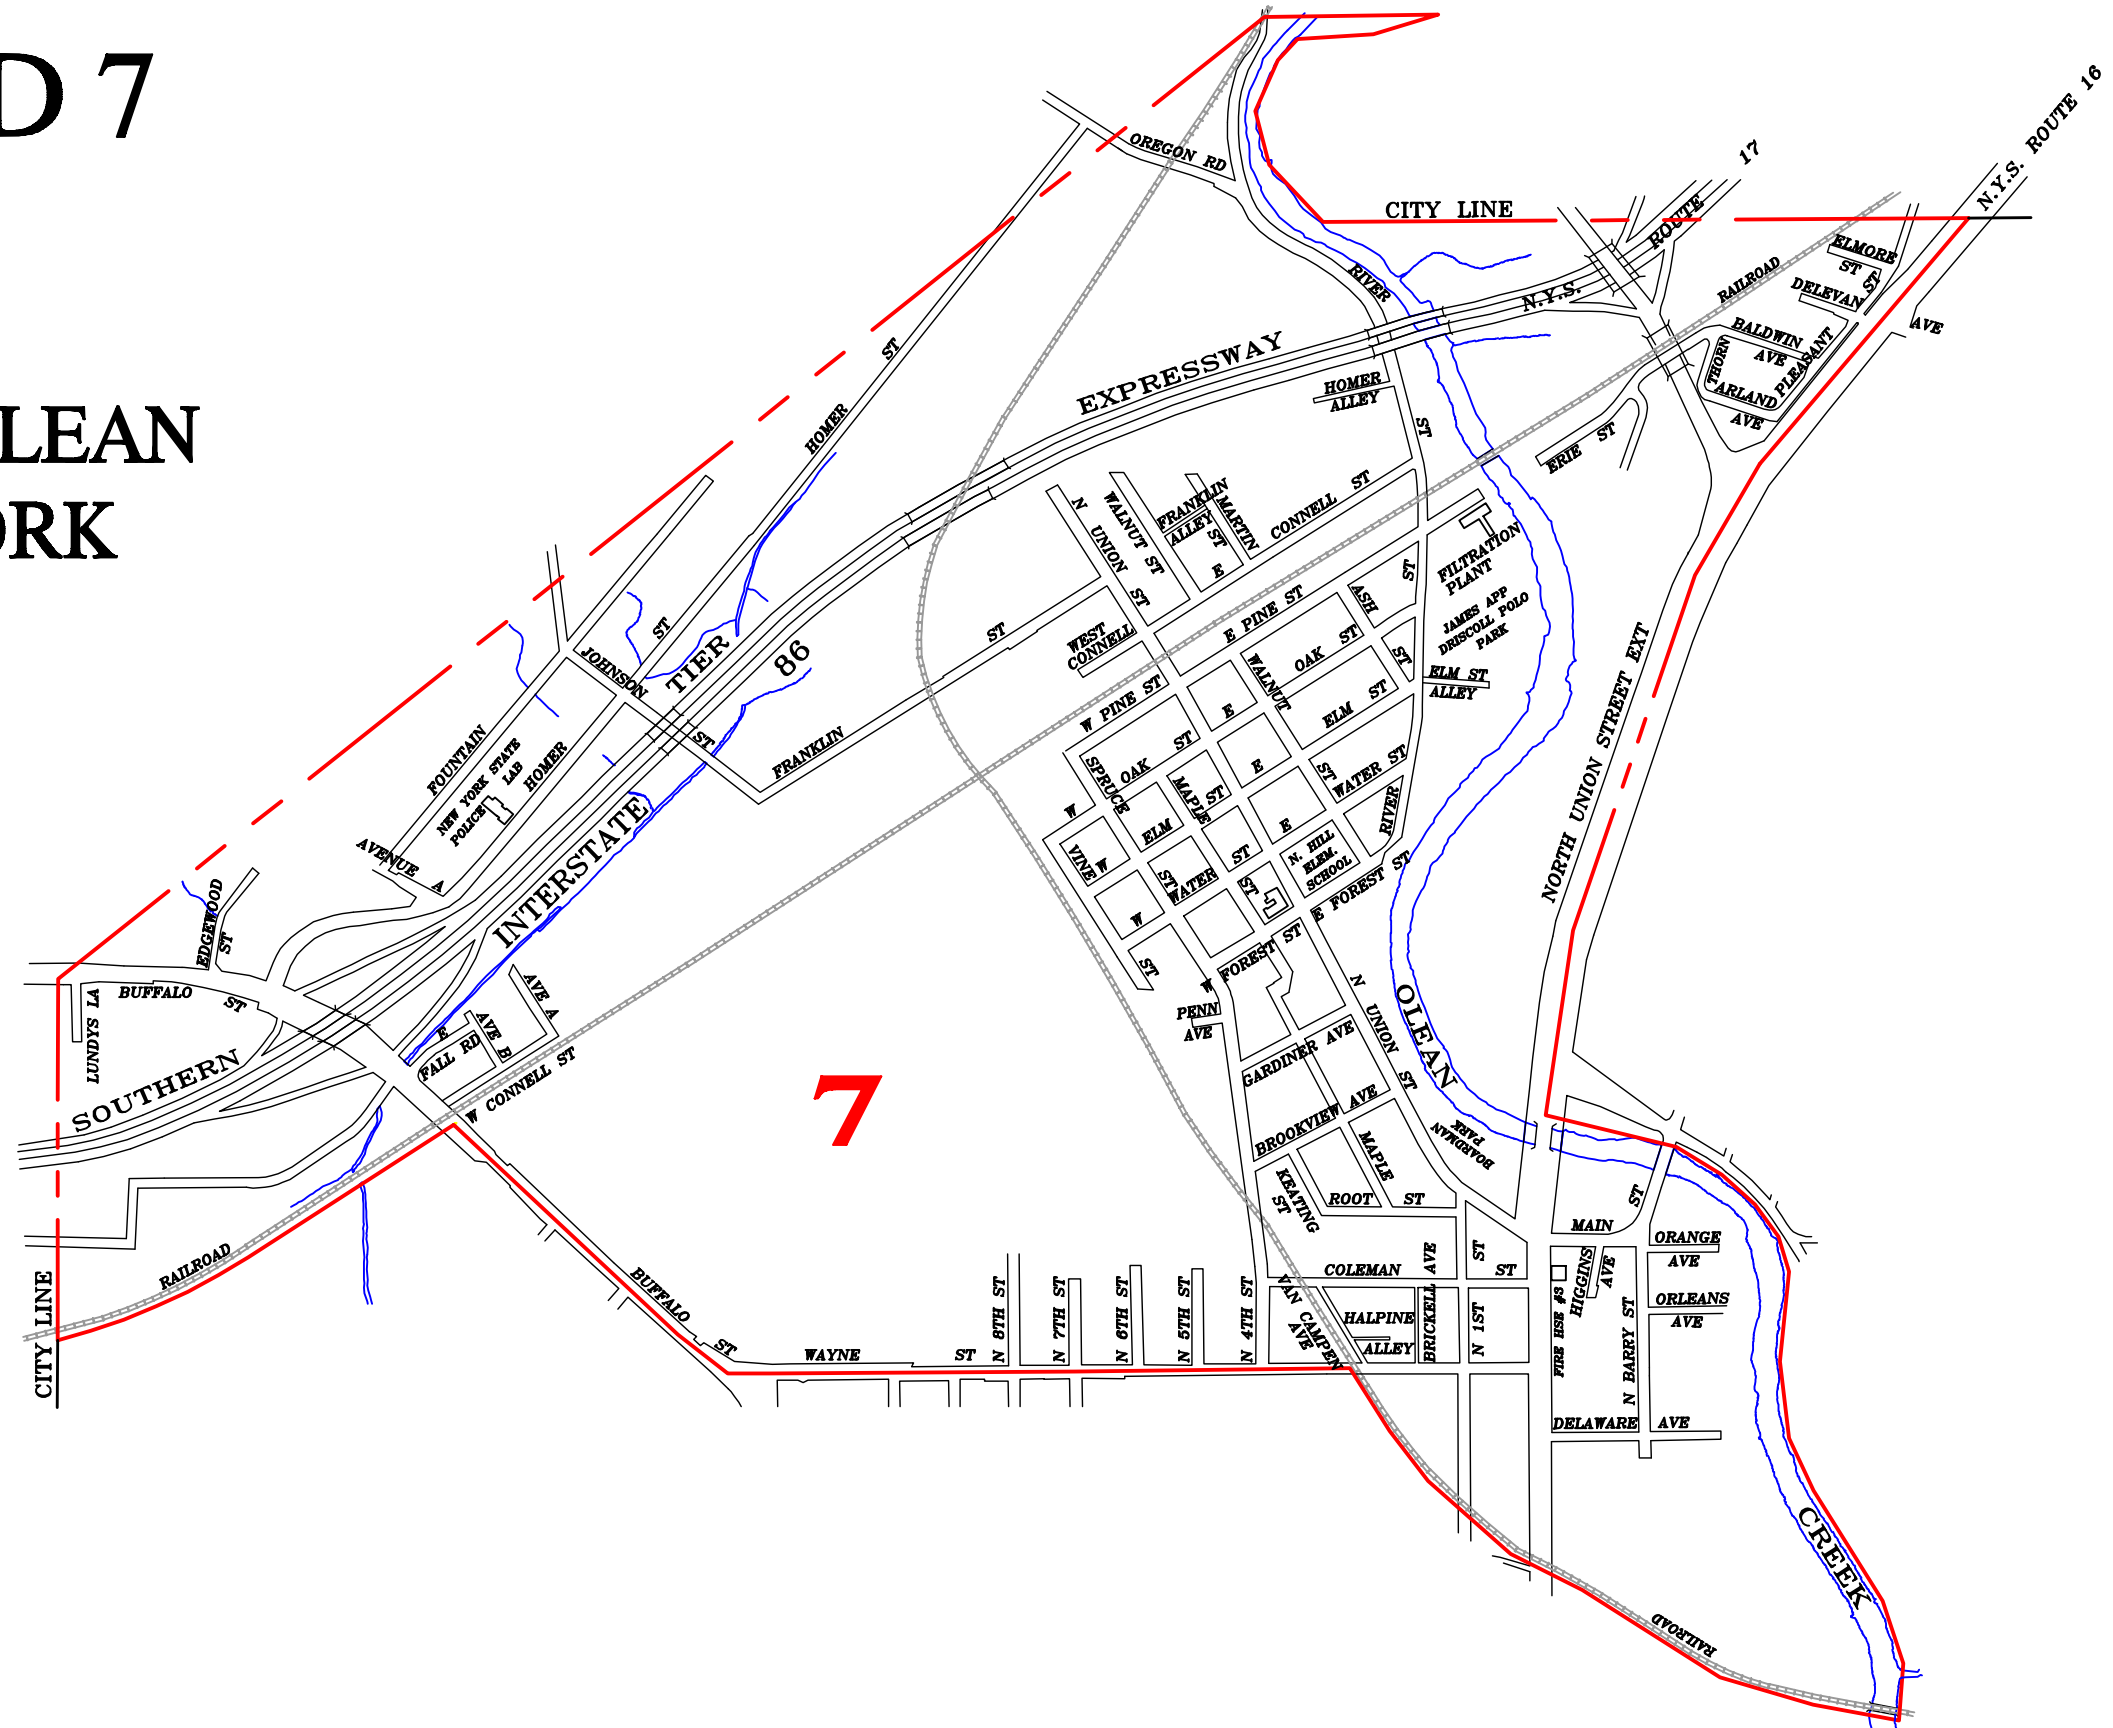 D 7
LEAN
ORK
N.Y.S. ROUTE 16
17
ROUTE
N.Y.S.
CITY LINE
OREGON RD
RIVER
ST
RIVER
ST
RAILROAD
ELMORE
ST
DELEVAN
ST
BALDWIN
AVE
THORN
PLEASANT
ARLAND
AVE
AVE
ERIE ST
SOUTHERN
TIER
EXPRESSWAY
INTERSTATE
86
HOMER
ST
HOMER
ALLEY
HOMER
ST
JOHNSON
ST
FOUNTAIN
NEW YORK STATE
POLICE LAB
AVENUE A
FRANKLIN
ST
N UNION ST
WALNUT ST
FRANKLIN
ALLEY
MARTIN
ST
E CONNELL ST
FILTRATION
PLANT
JAMES APP
DRISCOLL POLO
PARK
WEST
CONNELL
E PINE ST
ASH
ST
W PINE ST
WALNUT
ST
E OAK ST
ELM ST
ALLEY
E ELM ST
E WATER ST
SPRUCE
ST
W OAK ST
MAPLE
ST
W ELM ST
VINE
ST
W WATER ST
N. HILL
ELEM.
SCHOOL
E FOREST ST
W FOREST ST
PENN
AVE
NORTH UNION STREET EXT
OLEAN
CREEK
N UNION ST
GARDINER AVE
BROOKVIEW AVE
BOARDMAN
PARK
MAPLE
KEATING
ST
ROOT ST
COLEMAN ST
HALPINE
ALLEY
BRICKELL AVE
N 1ST ST
VAN CAMPEN
AVE
MAIN ST
ORANGE
AVE
HIGGINS
AVE
FIRE HSE #3
ORLEANS
AVE
N BARRY ST
DELAWARE AVE
RAILROAD
EDGEWOOD
ST
BUFFALO ST
LUNDYS LA
E FALL RD
AVE B
AVE A
W CONNELL ST
7
RAILROAD
CITY LINE
BUFFALO
ST
WAYNE ST
N 8TH ST
N 7TH ST
N 6TH ST
N 5TH ST
N 4TH ST